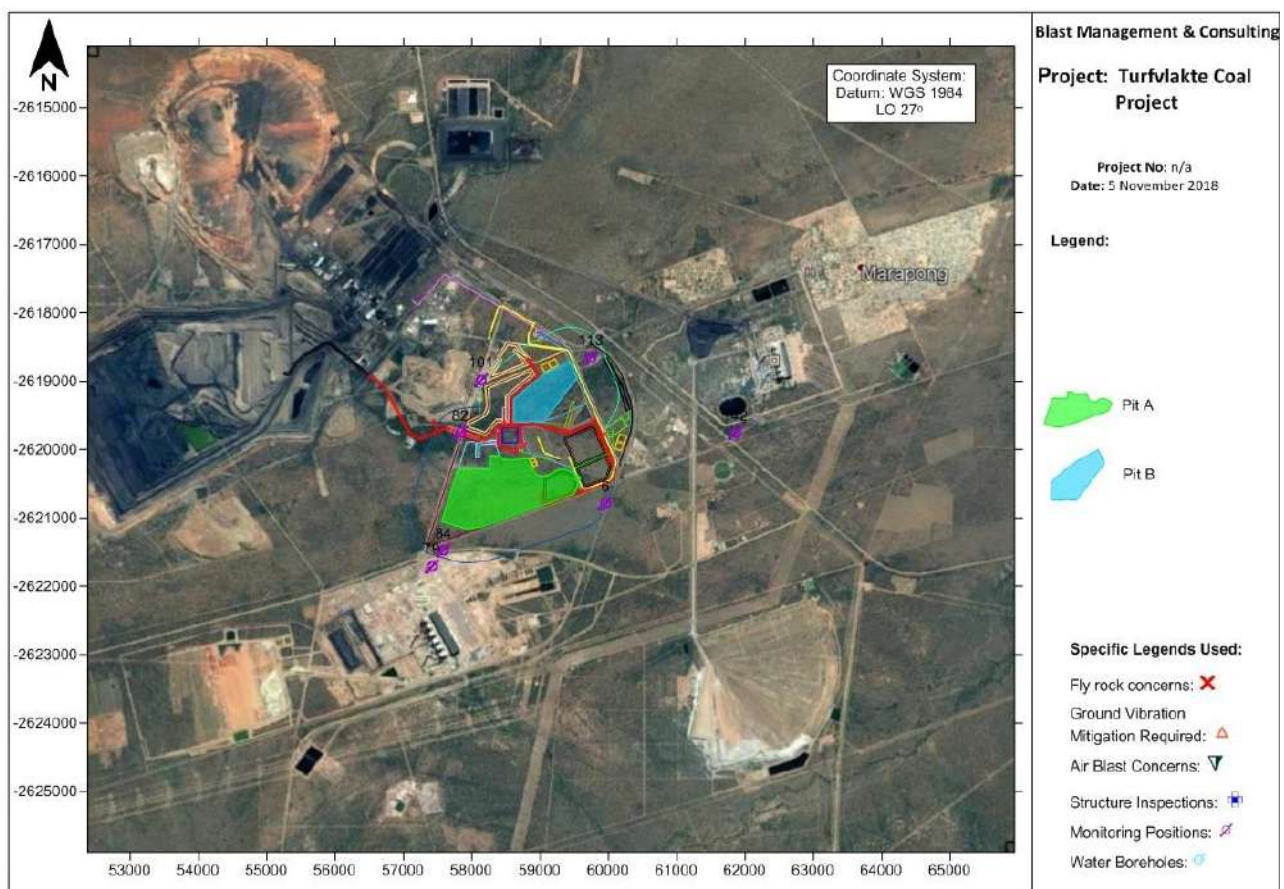 Blast Management & Consulting
Project: Turfvlakte Coal
Project
Project No: n/a
Date: 5 November 2018
Legend:
Pit A
Pit B
Specific Legends Used:
Fly rock concerns:
Ground Vibration
Mitigation Required:
Air Blast Concerns:
Structure Inspections:
Monitoring Positions:
Water Boreholes:
N
Coordinate System:
Datum: WGS 1984
LO 27º
-2615000
-2616000
-2617000
-2618000
-2619000
-2620000
-2621000
-2622000
-2623000
-2624000
-2625000
Marapong
113
101
82
6
84
53000 54000 55000 56000 57000 58000 59000 60000 61000 62000 63000 64000 65000